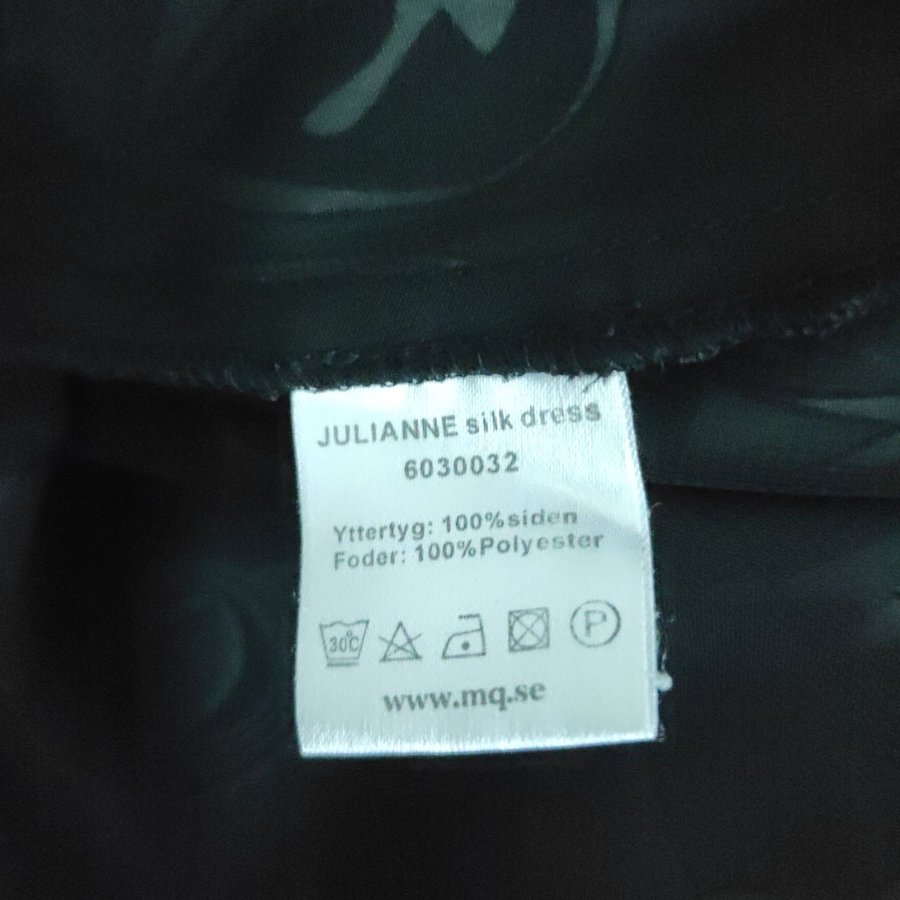 JULIANNE silk dress
6030032
Yttertyg: 100%siden
Foder: 100%Polyester
30°C
P
www.mq.se